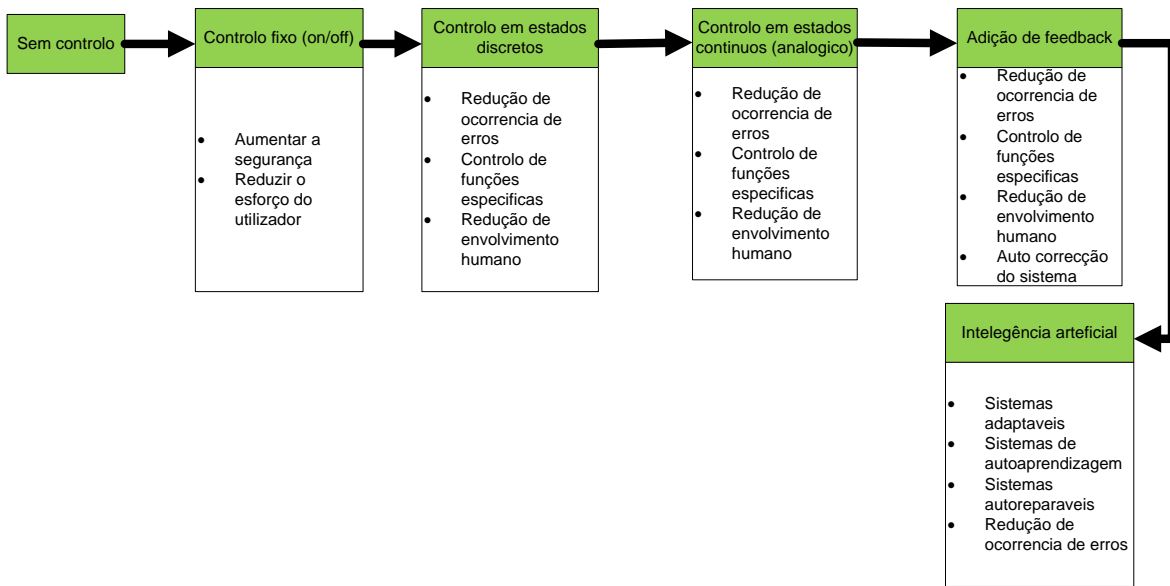 Sem controlo
Controlo fixo (on/off)
• Aumentar a
segurança
• Reduzir o
esforço do
utilizador
Controlo em estados
discretos
• Redução de
ocorrencia de
erros
• Controlo de
funções
especificas
• Redução de
envolvimento
humano
Controlo em estados
continuos (analogico)
• Redução de
ocorrencia de
erros
• Controlo de
funções
especificas
• Redução de
envolvimento
humano
Adição de feedback
• Redução de
ocorrencia de
erros
• Controlo de
funções
especificas
• Redução de
envolvimento
humano
• Auto correcção
do sistema
Intelegência arteficial
• Sistemas
adaptaveis
• Sistemas de
autoaprendizagem
• Sistemas
autoreparaveis
• Redução de
ocorrencia de erros